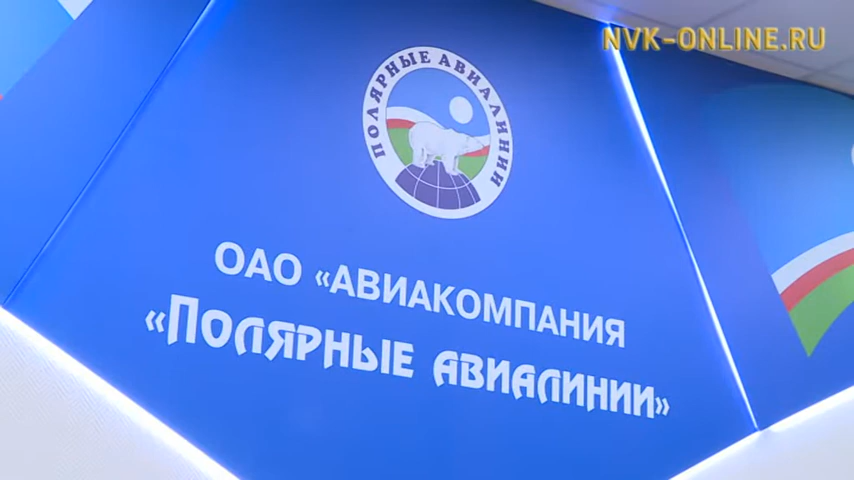 NVK-ONLINE.RU
ПОЛЯРНЫЕ АВИАЛИНИИ
ОАО «АВИАКОМПАНИЯ
«ПОЛЯРНЫЕ АВИАЛИНИИ»